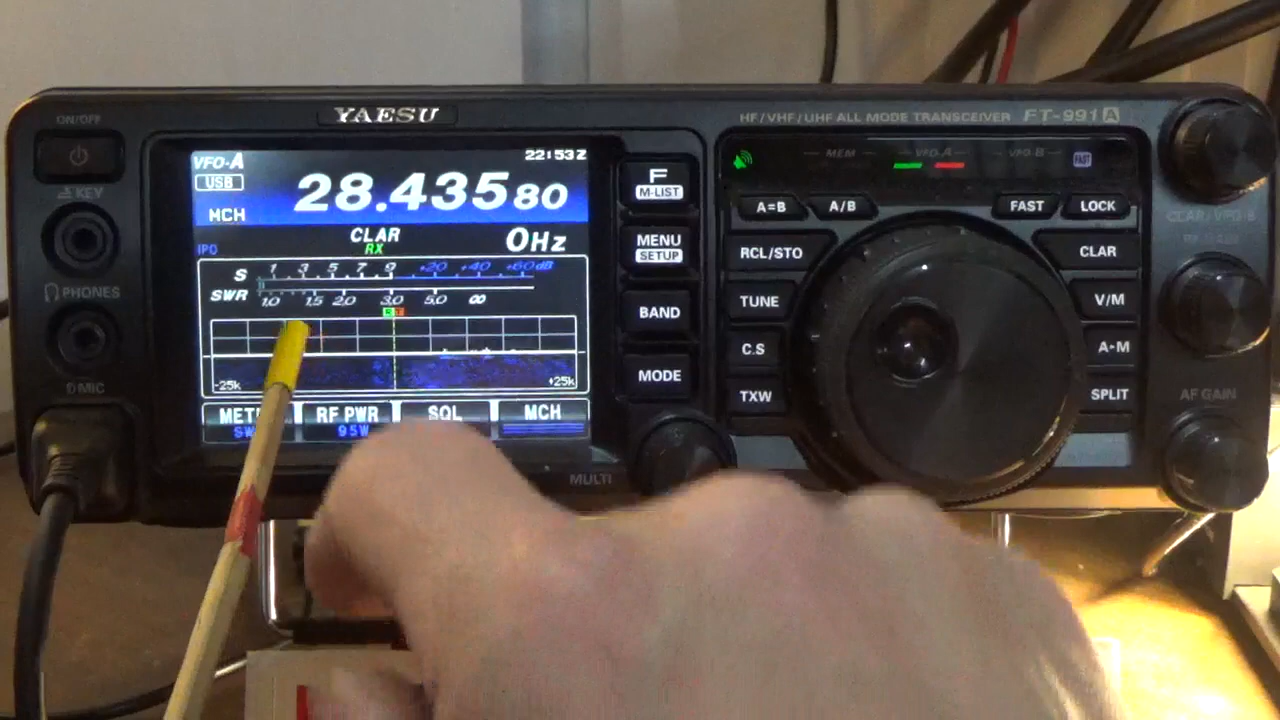 YAESU
HF/VHF/UHF ALL MODE TRANSCEIVER FT-991A
ON/OFF
KEY
PHONES
MIC
VFO-A
22:53Z
USB
28.435 80
MCH
IPO
CLAR
RX
0Hz
S 1 3 5 7 9 +20 +40 +60dB
SWR 1.0 1.5 2.0 3.0 5.0 ∞
R T
-25k
+25k
RF PWR
SQL
MCH
95W
F
M-LIST
MENU
SETUP
BAND
MODE
MULTI
MEM
VFO-A
VFO-B
FAST
A=B
A/B
FAST
LOCK
RCL/STO
CLAR
TUNE
V/M
C.S
A▸M
TXW
SPLIT
CLAR/VFO-B
AF GAIN